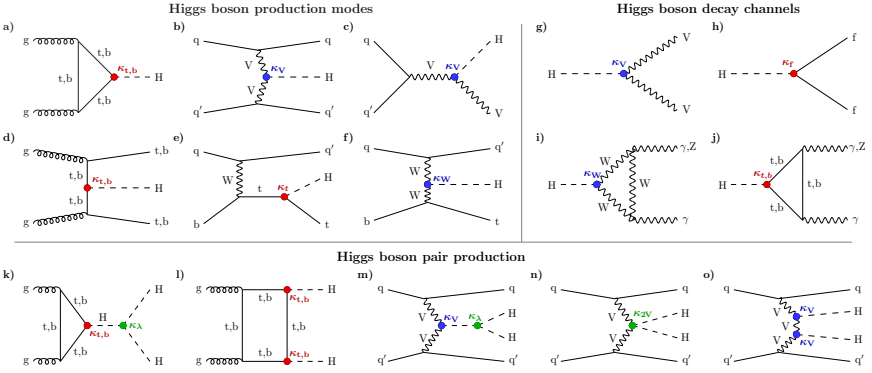 Higgs boson production modes
Higgs boson decay channels
a)
g
g
t,b
t,b
t,b
κt,b
H
b)
q
q
V
κV
H
V
q′
q′
c)
q
q′
V
κV
H
V
g)
H
κV
V
V
h)
H
κf
f
f
d)
g
g
t,b
t,b
κt,b
H
t,b
t,b
e)
q
q′
W
t
κt
H
b
t
f)
q
q′
W
κW
H
W
b
t
i)
H
κW
W
W
W
γ,Z
γ
j)
H
κt,b
t,b
t,b
t,b
γ,Z
γ
Higgs boson pair production
k)
g
g
t,b
t,b
t,b
H
κt,b
κλ
H
H
l)
g
g
t,b
t,b
t,b
t,b
κt,b
κt,b
H
H
m)
q
q
V
κV
κλ
V
H
H
q′
q′
n)
q
q
V
κ2V
V
H
H
q′
q′
o)
q
q
V
κV
V
κV
V
H
H
q′
q′